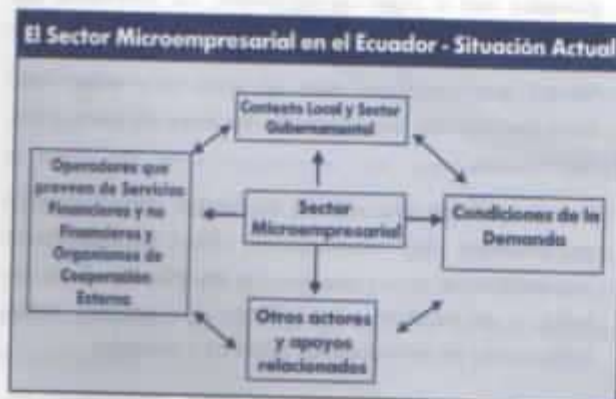 El Sector Microempresarial en el Ecuador - Situación Actual
Contexto Local y Sector
Gubernamental
Operadores que
proveen de Servicios
Financieros y no
Financieros y
Organismos de
Cooperación
Externa
Sector
Microempresarial
Condiciones de la
Demanda
Otros actores
y apoyos
relacionados